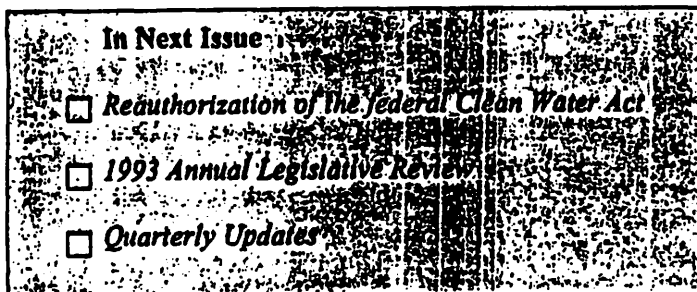 In Next Issue
☐ Reauthorization of the federal Clean Water Act
☐ 1993 Annual Legislative Review
☐ Quarterly Updates